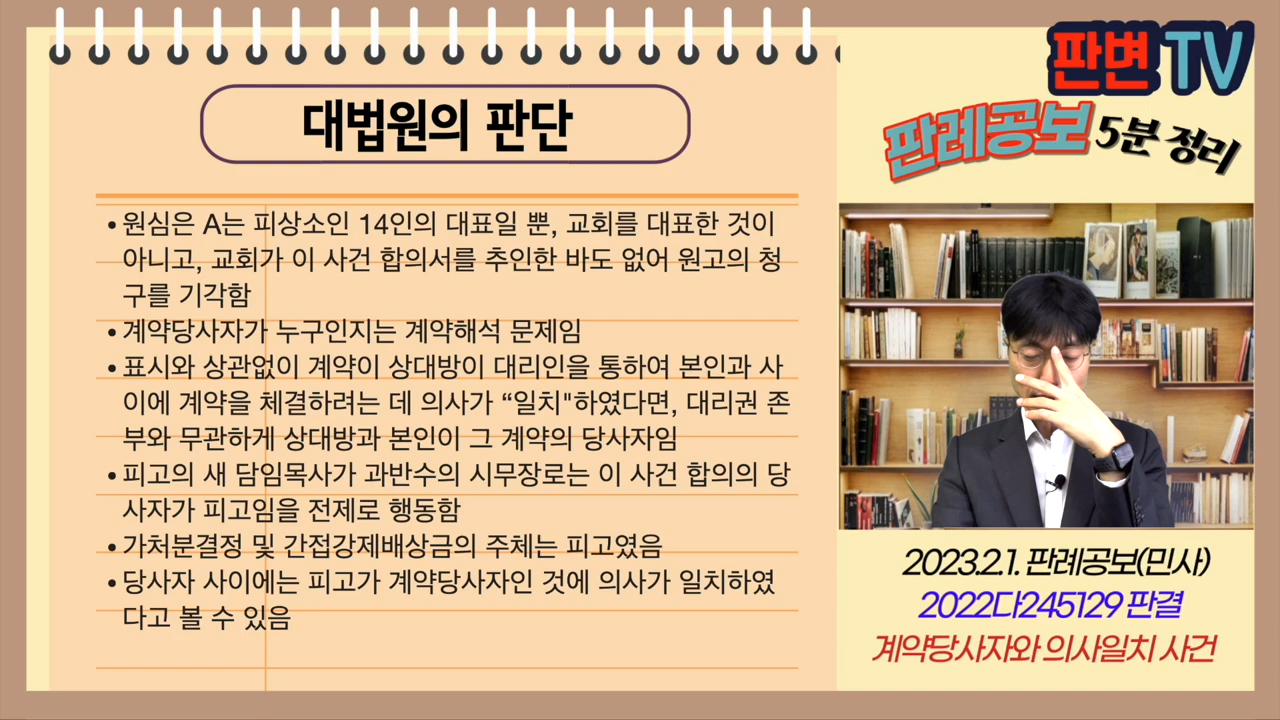 대법원의 판단
• 원심은 A는 피상소인 14인의 대표일 뿐, 교회를 대표한 것이
아니고, 교회가 이 사건 합의서를 추인한 바도 없어 원고의 청
구를 기각함
• 계약당사자가 누구인지는 계약해석 문제임
• 표시와 상관없이 계약이 상대방이 대리인을 통하여 본인과 사
이에 계약을 체결하려는 데 의사가 “일치"하였다면, 대리권 존
부와 무관하게 상대방과 본인이 그 계약의 당사자임
• 피고의 새 담임목사가 과반수의 시무장로는 이 사건 합의의 당
사자가 피고임을 전제로 행동함
• 가처분결정 및 간접강제배상금의 주체는 피고였음
• 당사자 사이에는 피고가 계약당사자인 것에 의사가 일치하였
다고 볼 수 있음
판변 TV
판례공보 5분 정리
2023.2.1. 판례공보(민사)
2022다245129 판결
계약당사자와 의사일치 사건